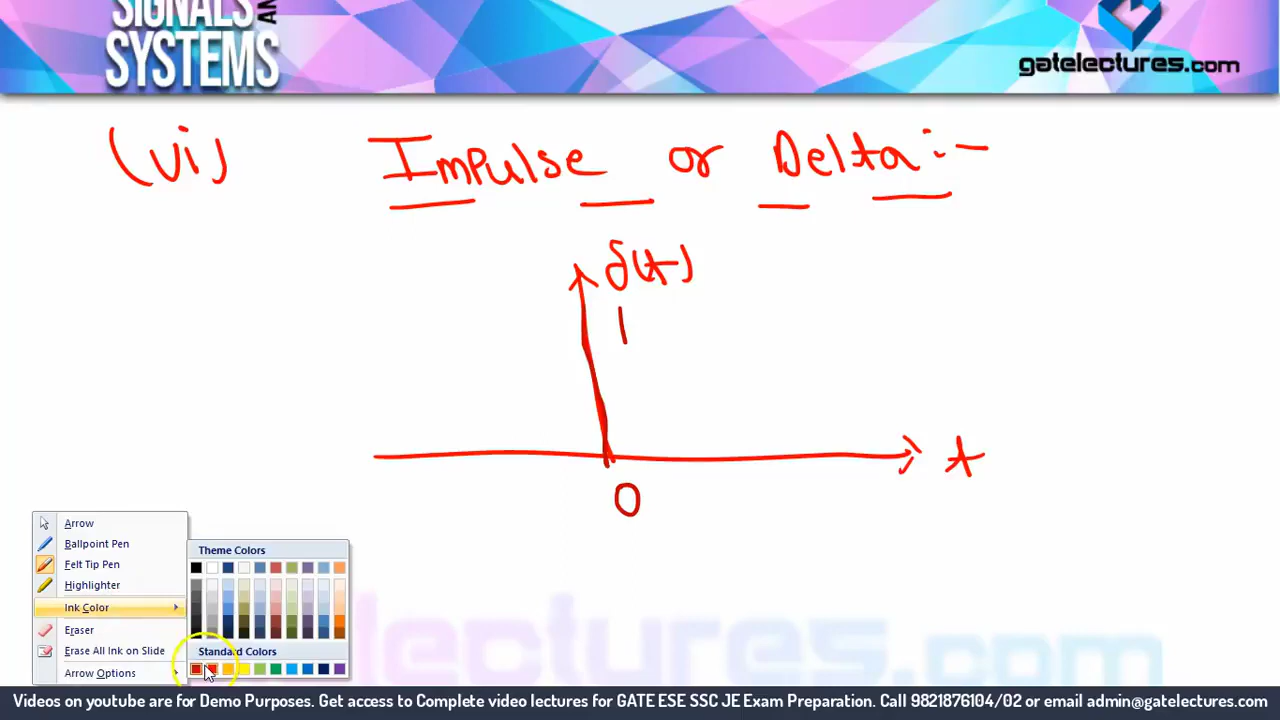 SIGNALS AND
SYSTEMS
gatelectures.com
(vi) Impulse or Delta :-
δ(t)
1
t
0
Arrow
Ballpoint Pen
Felt Tip Pen
Highlighter
Ink Color
Eraser
Erase All Ink on Slide
Arrow Options
Theme Colors
Standard Colors
gatelectures.com
Videos on youtube are for Demo Purposes. Get access to Complete video lectures for GATE ESE SSC JE Exam Preparation. Call 9821876104/02 or email admin@gatelectures.com